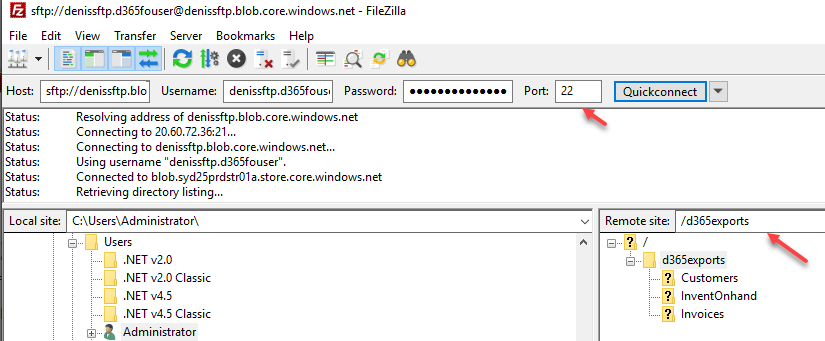 sftp://denissftp.d365fouser@denissftp.blob.core.windows.net - FileZilla
File Edit View Transfer Server Bookmarks Help
Host: sftp://denissftp.blo Username: denissftp.d365fouse Password: ●●●●●●●●●●●●●●● Port: 22 Quickconnect
Status: Resolving address of denissftp.blob.core.windows.net
Status: Connecting to 20.60.72.36:21...
Status: Connecting to denissftp.blob.core.windows.net...
Status: Using username "denissftp.d365fouser".
Status: Connected to blob.syd25prdstr01a.store.core.windows.net
Status: Retrieving directory listing...
Local site: C:\Users\Administrator\
Users
.NET v2.0
.NET v2.0 Classic
.NET v4.5
.NET v4.5 Classic
Administrator
Remote site: /d365exports
/
d365exports
Customers
InventOnhand
Invoices